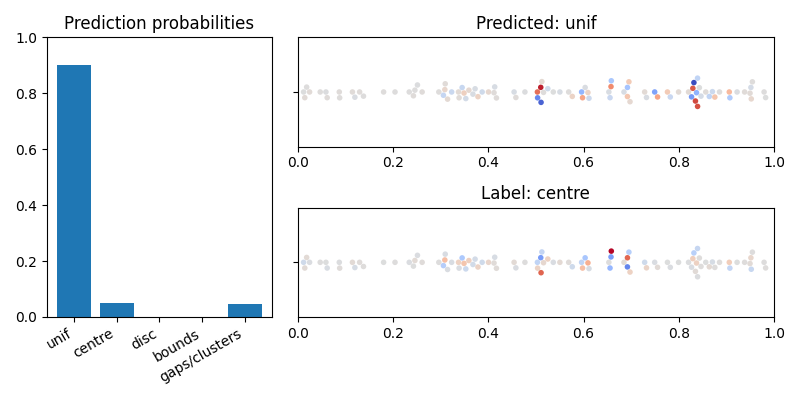 Prediction probabilities
1.0
0.8
0.6
0.4
0.2
0.0
unif
centre
disc
bounds
gaps/clusters
Predicted: unif
0.0 0.2 0.4 0.6 0.8 1.0
Label: centre
0.0 0.2 0.4 0.6 0.8 1.0